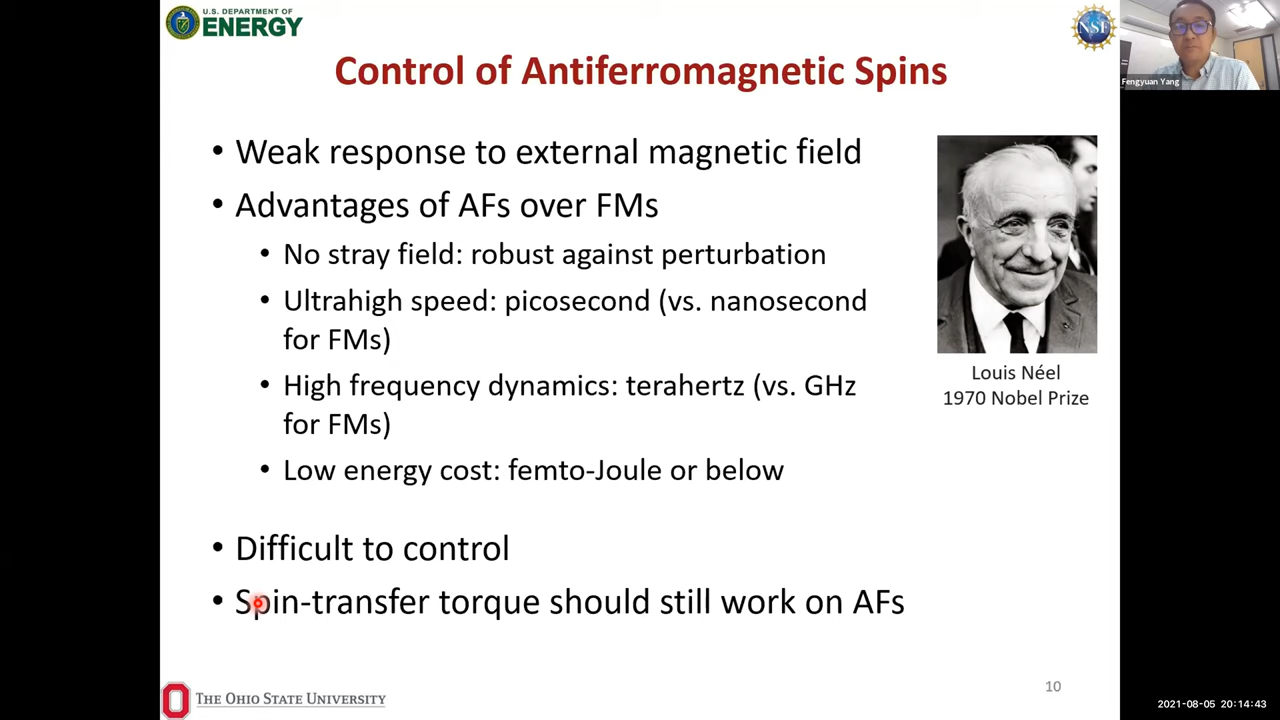 U.S. DEPARTMENT OF
ENERGY
NSF
Fengyuan Yang
Control of Antiferromagnetic Spins
• Weak response to external magnetic field
• Advantages of AFs over FMs
• No stray field: robust against perturbation
• Ultrahigh speed: picosecond (vs. nanosecond
for FMs)
• High frequency dynamics: terahertz (vs. GHz
for FMs)
• Low energy cost: femto-Joule or below
Louis Néel
1970 Nobel Prize
• Difficult to control
• Spin-transfer torque should still work on AFs
THE OHIO STATE UNIVERSITY
10
2021-08-05 20:14:43